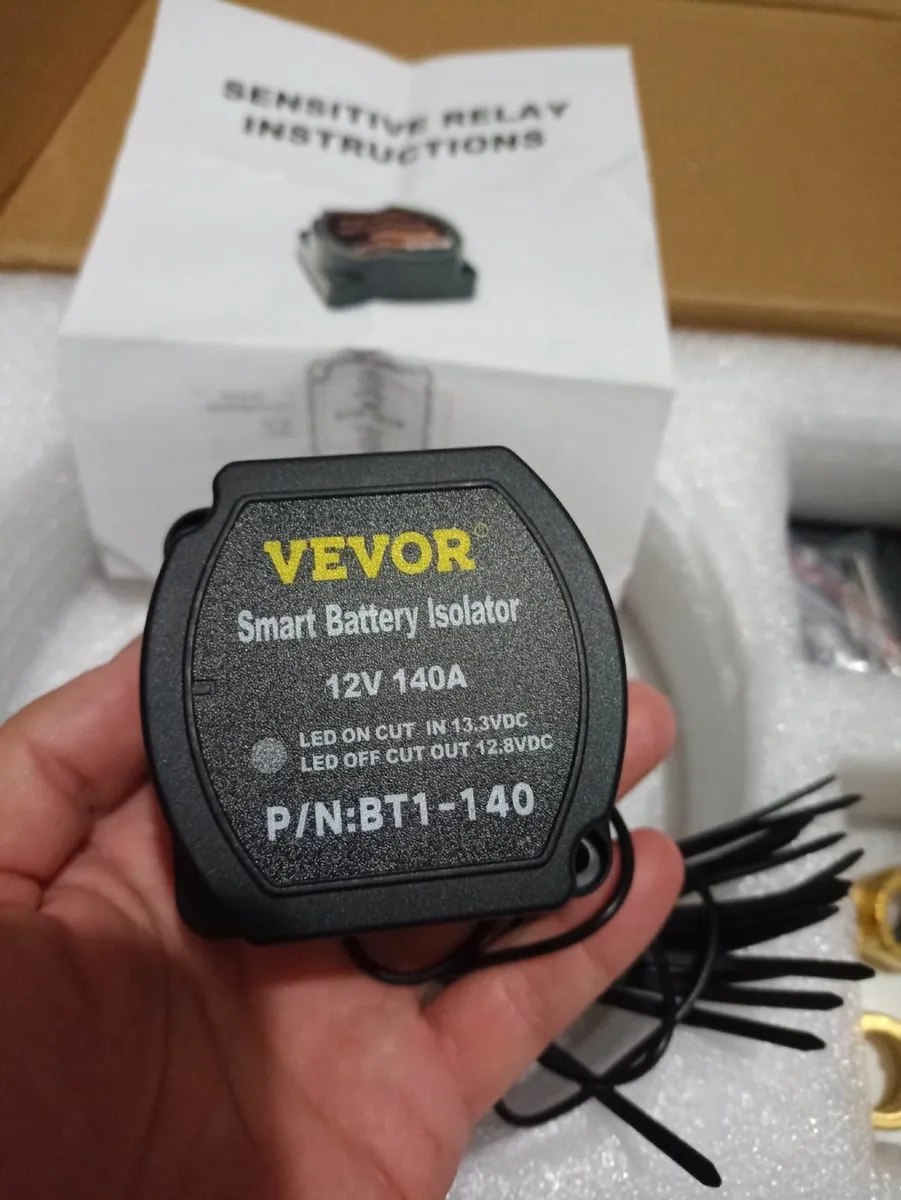 SENSITIVE RELAY
INSTRUCTIONS
VEVOR®
Smart Battery Isolator
12V 140A
LED ON CUT IN 13.3VDC
LED OFF CUT OUT 12.8VDC
P/N:BT1-140